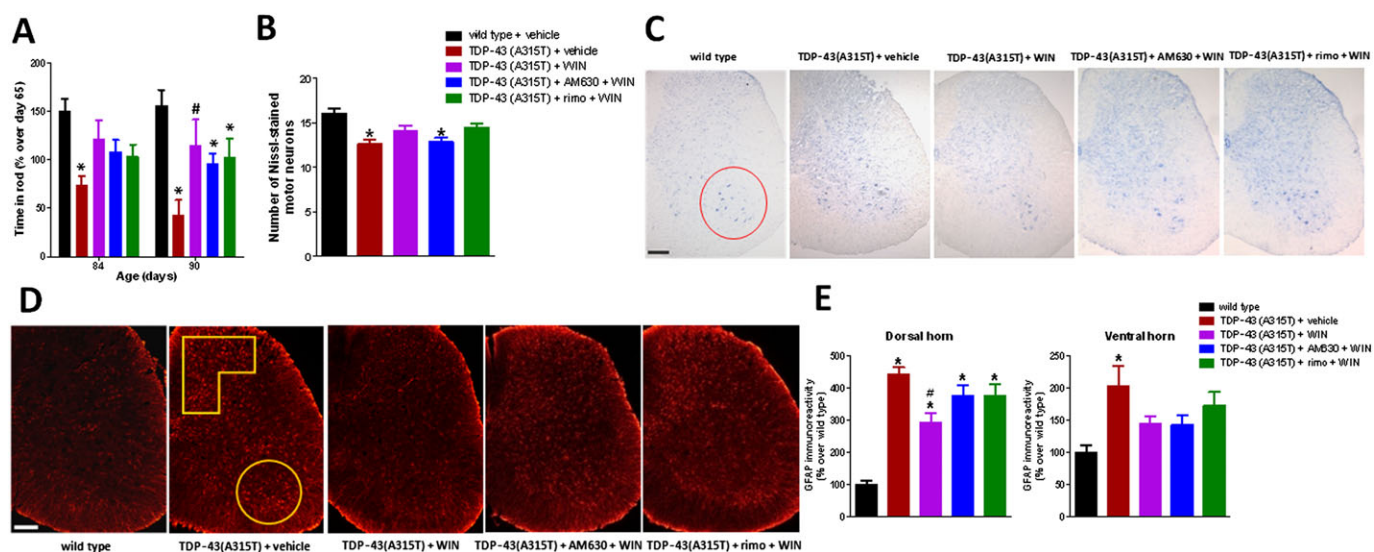 A
Time in rod (% over day 65)
200
150
100
50
0
*
*
#
*
*
84
90
Age (days)
B
wild type + vehicle
TDP-43 (A315T) + vehicle
TDP-43 (A315T) + WIN
TDP-43 (A315T) + AM630 + WIN
TDP-43 (A315T) + rimo + WIN
Number of Nissl-stained
motor neurons
20
15
10
5
0
*
*
C
wild type
TDP-43(A315T) + vehicle
TDP-43(A315T) + WIN
TDP-43(A315T) + AM630 + WIN
TDP-43(A315T) + rimo + WIN
D
wild type
TDP-43(A315T) + vehicle
TDP-43(A315T) + WIN
TDP-43(A315T) + AM630 + WIN
TDP-43(A315T) + rimo + WIN
E
wild type
TDP-43 (A315T) + vehicle
TDP-43 (A315T) + WIN
TDP-43 (A315T) + AM630 + WIN
TDP-43 (A315T) + rimo + WIN
Dorsal horn
GFAP immunoreactivity
(% over wild type)
500
400
300
200
100
0
*
#
*
*
*
Ventral horn
GFAP immunoreactivity
(% over wild type)
250
200
150
100
50
0
*